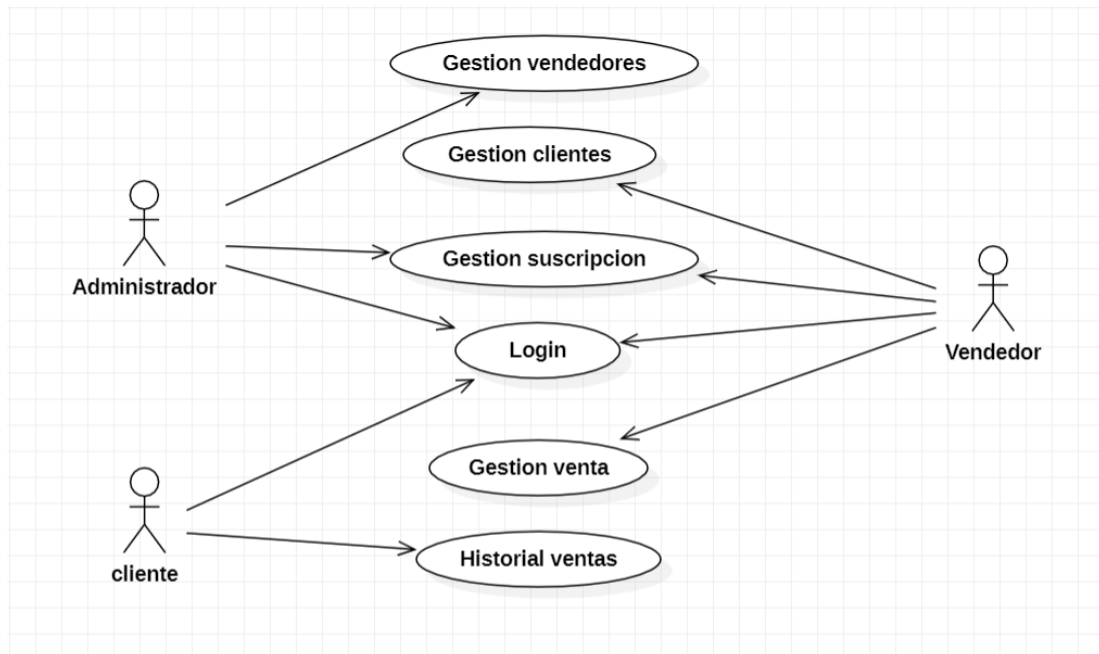 Gestion vendedores
Gestion clientes
Administrador
Gestion suscripcion
Login
Vendedor
Gestion venta
cliente
Historial ventas